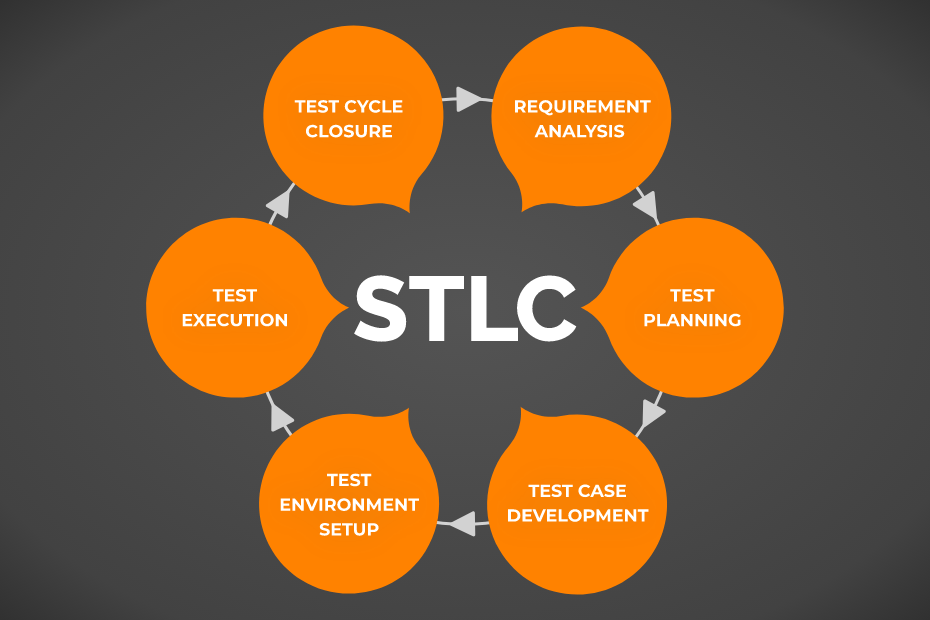 TEST CYCLE
CLOSURE
REQUIREMENT
ANALYSIS
TEST
EXECUTION
STLC
TEST
PLANNING
TEST
ENVIRONMENT
SETUP
TEST CASE
DEVELOPMENT